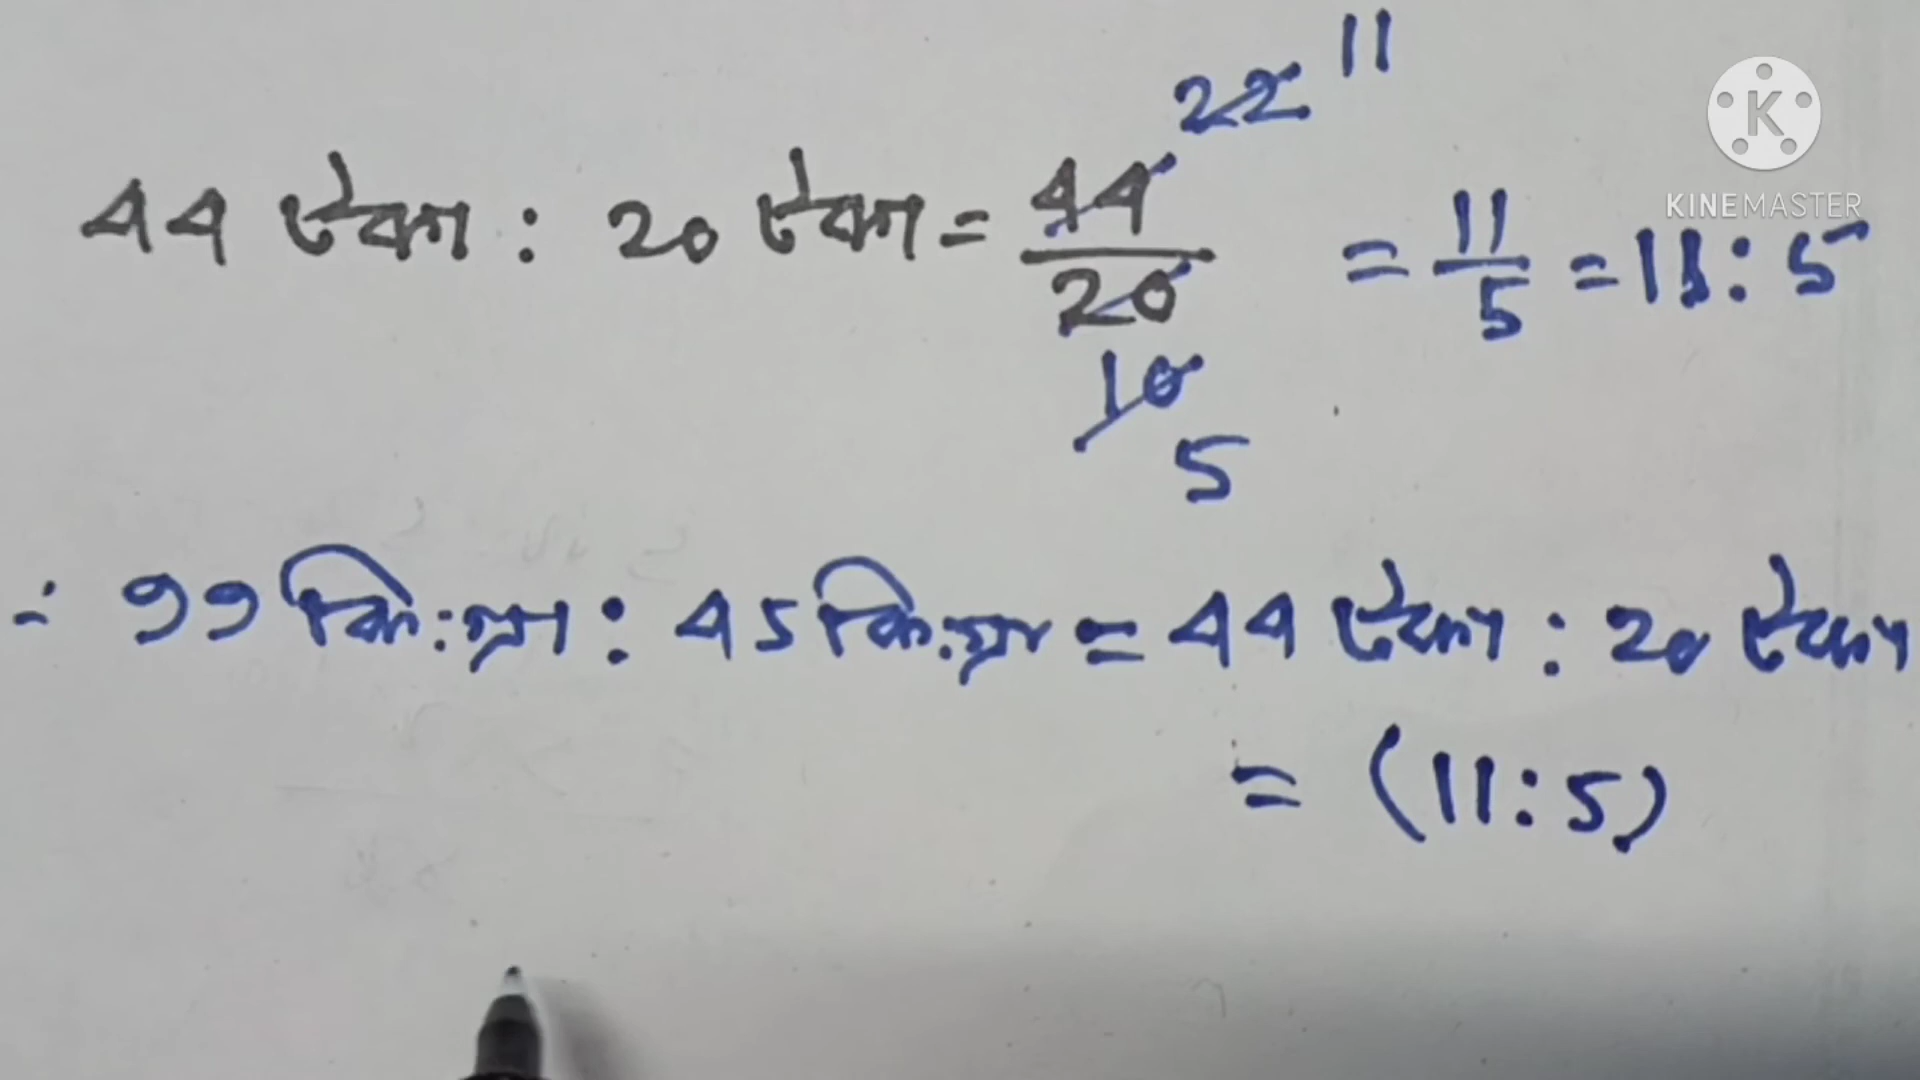 22 11
44 টকা : 20 টকা = 44/20 = 11/5 = 11 : 5
10
5
∴ 99 কি:গ্ৰা : 45 কি:গ্ৰা = 44 টকা : 20 টকা
= (11:5)
KINEMASTER